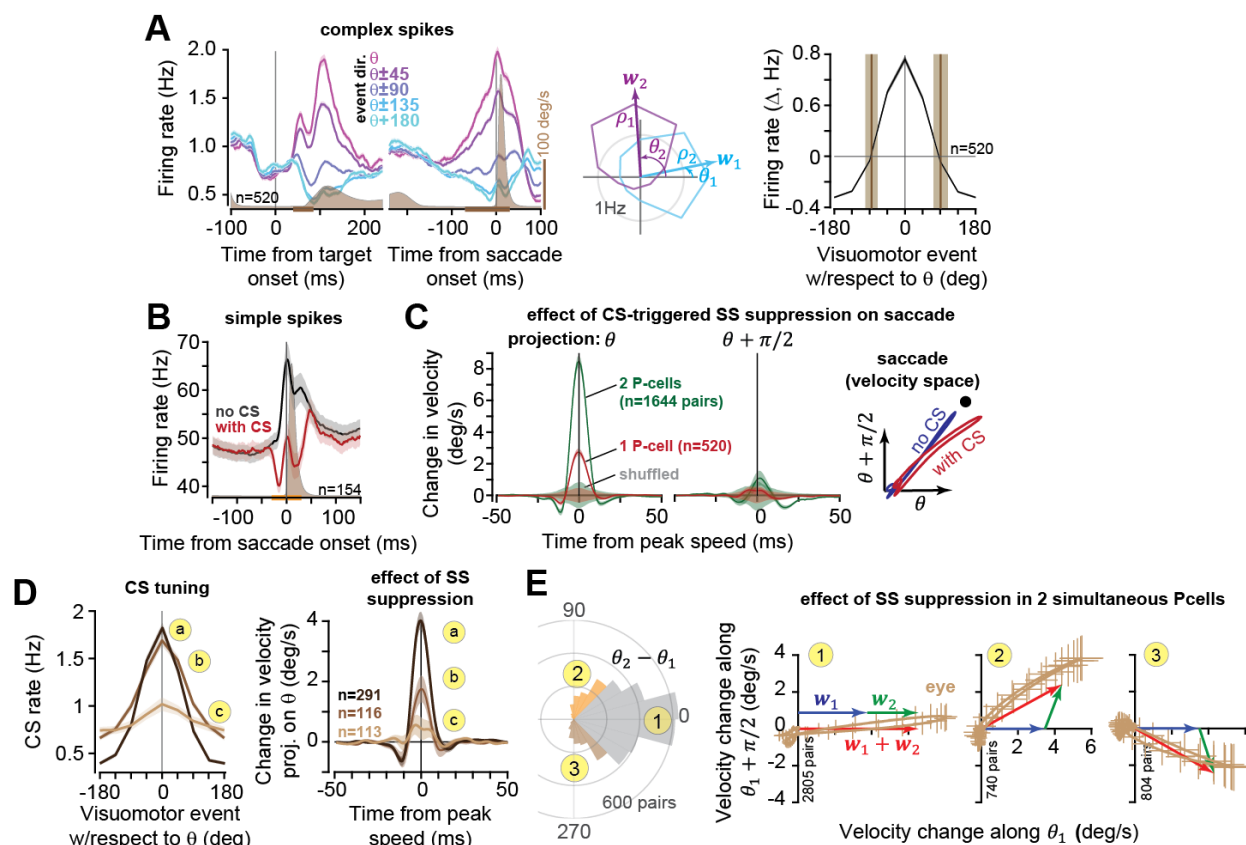 A
complex spikes
Firing rate (Hz)
2.0
1.5
1.0
0.5
event dir.
θ
θ±45
θ±90
θ±135
θ+180
n=520
100 deg/s
-100
0
100
200
-200
-100
0
100
Time from target
onset (ms)
Time from saccade
onset (ms)
w2
ρ1
θ2
ρ2
w1
θ1
1Hz
Firing rate (Δ, Hz)
0.8
0.6
0
-0.4
n=520
-180
0
180
Visuomotor event
w/respect to θ (deg)
B
simple spikes
Firing rate (Hz)
70
60
50
40
no CS
with CS
n=154
-100
0
100
Time from saccade onset (ms)
C
effect of CS-triggered SS suppression on saccade
projection: θ
θ + π/2
Change in velocity
(deg/s)
8
6
4
2
0
2 P-cells
(n=1644 pairs)
1 P-cell (n=520)
shuffled
-50
0
50
0
50
Time from peak speed (ms)
saccade
(velocity space)
no CS
with CS
θ + π/2
θ
D
CS tuning
CS rate (Hz)
2
1.5
1
0.5
a
b
c
-180
0
180
Visuomotor event
w/respect to θ (deg)
effect of SS
suppression
Change in velocity
proj. on θ (deg/s)
4
2
0
a
b
c
n=291
n=116
n=113
-50
0
50
Time from peak
speed (ms)
E
90
θ2 − θ1
2
1
0
3
600 pairs
270
effect of SS suppression in 2 simultaneous Pcells
Velocity change along
θ1 + π/2 (deg/s)
4
2
0
-2
-4
1
w1
w2
eye
w1 + w2
2805 pairs
2
2
4
6
740 pairs
3
804 pairs
Velocity change along θ1 (deg/s)